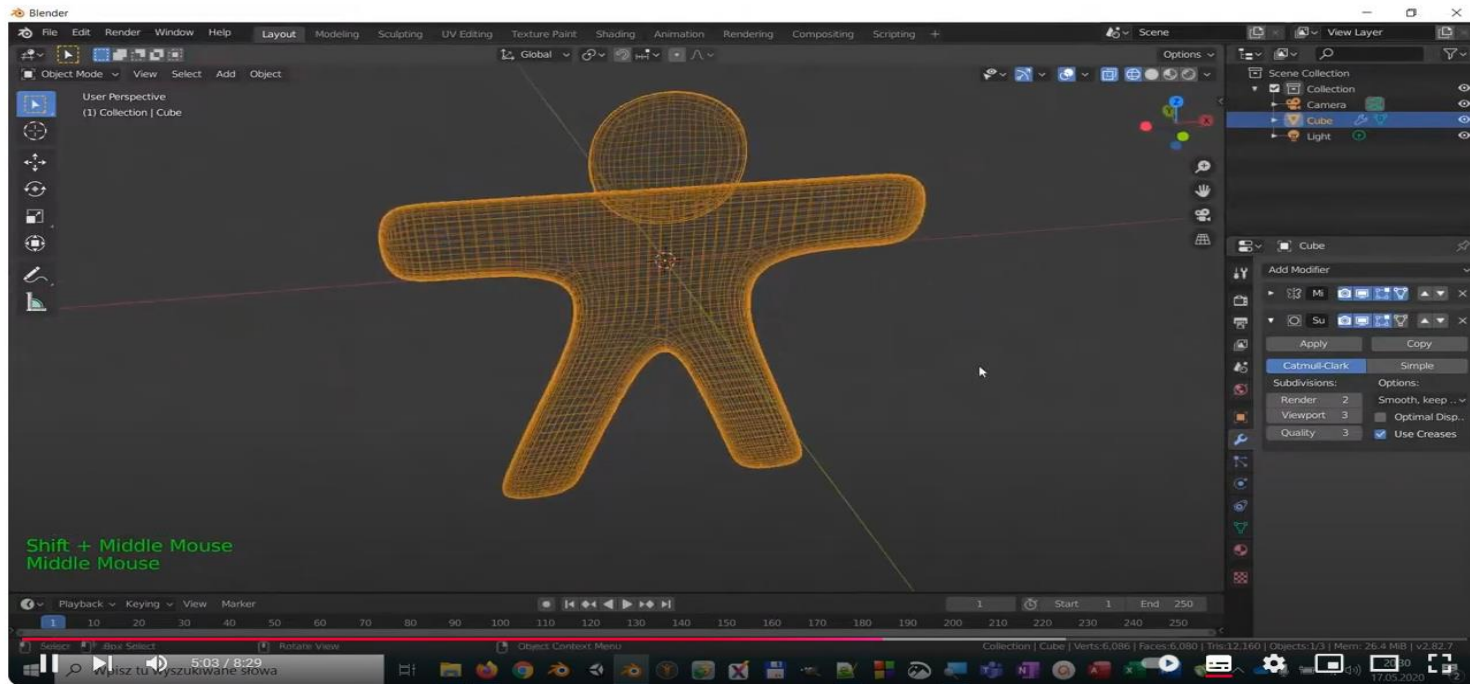 Blender
File Edit Render Window Help Layout Modeling Sculpting UV Editing Texture Paint Shading Animation Rendering Compositing Scripting + Scene View Layer
Global Options
Object Mode View Select Add Object
User Perspective
(1) Collection | Cube
Scene Collection
Collection
Camera
Cube
Light
Z
Y
X
Cube
Add Modifier
Mi
Su
Apply Copy
Catmull-Clark Simple
Subdivisions: Options:
Render 2 Smooth, keep ..
Viewport 3 Optimal Disp..
Quality 3 Use Creases
Shift + Middle Mouse
Middle Mouse
Playback Keying View Marker 1 Start 1 End 250
1 10 20 30 40 50 60 70 80 90 100 110 120 130 140 150 160 170 180 190 200 210 220 230 240 250
Select Box Select Rotate View Object Context Menu Collection | Cube | Verts:6,086 | Faces:6,080 | Tris:12,160 | Objects:1/3 | Mem: 26.4 MiB | v2.82.7
Wpisz tu wyszukiwane słowa
5:03 / 8:29
20:30
17.05.2020